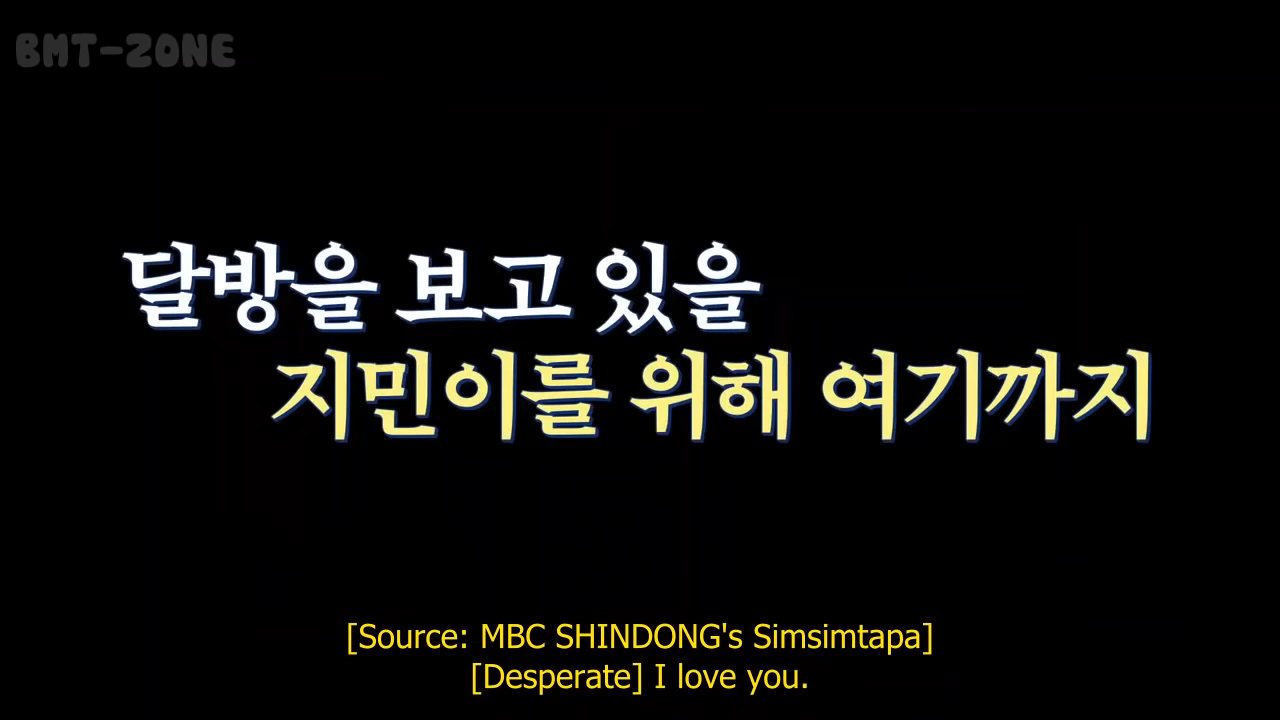 BMT-ZONE
달방을 보고 있을
지민이를 위해 여기까지
[Source: MBC SHINDONG's Simsimtapa]
[Desperate] I love you.